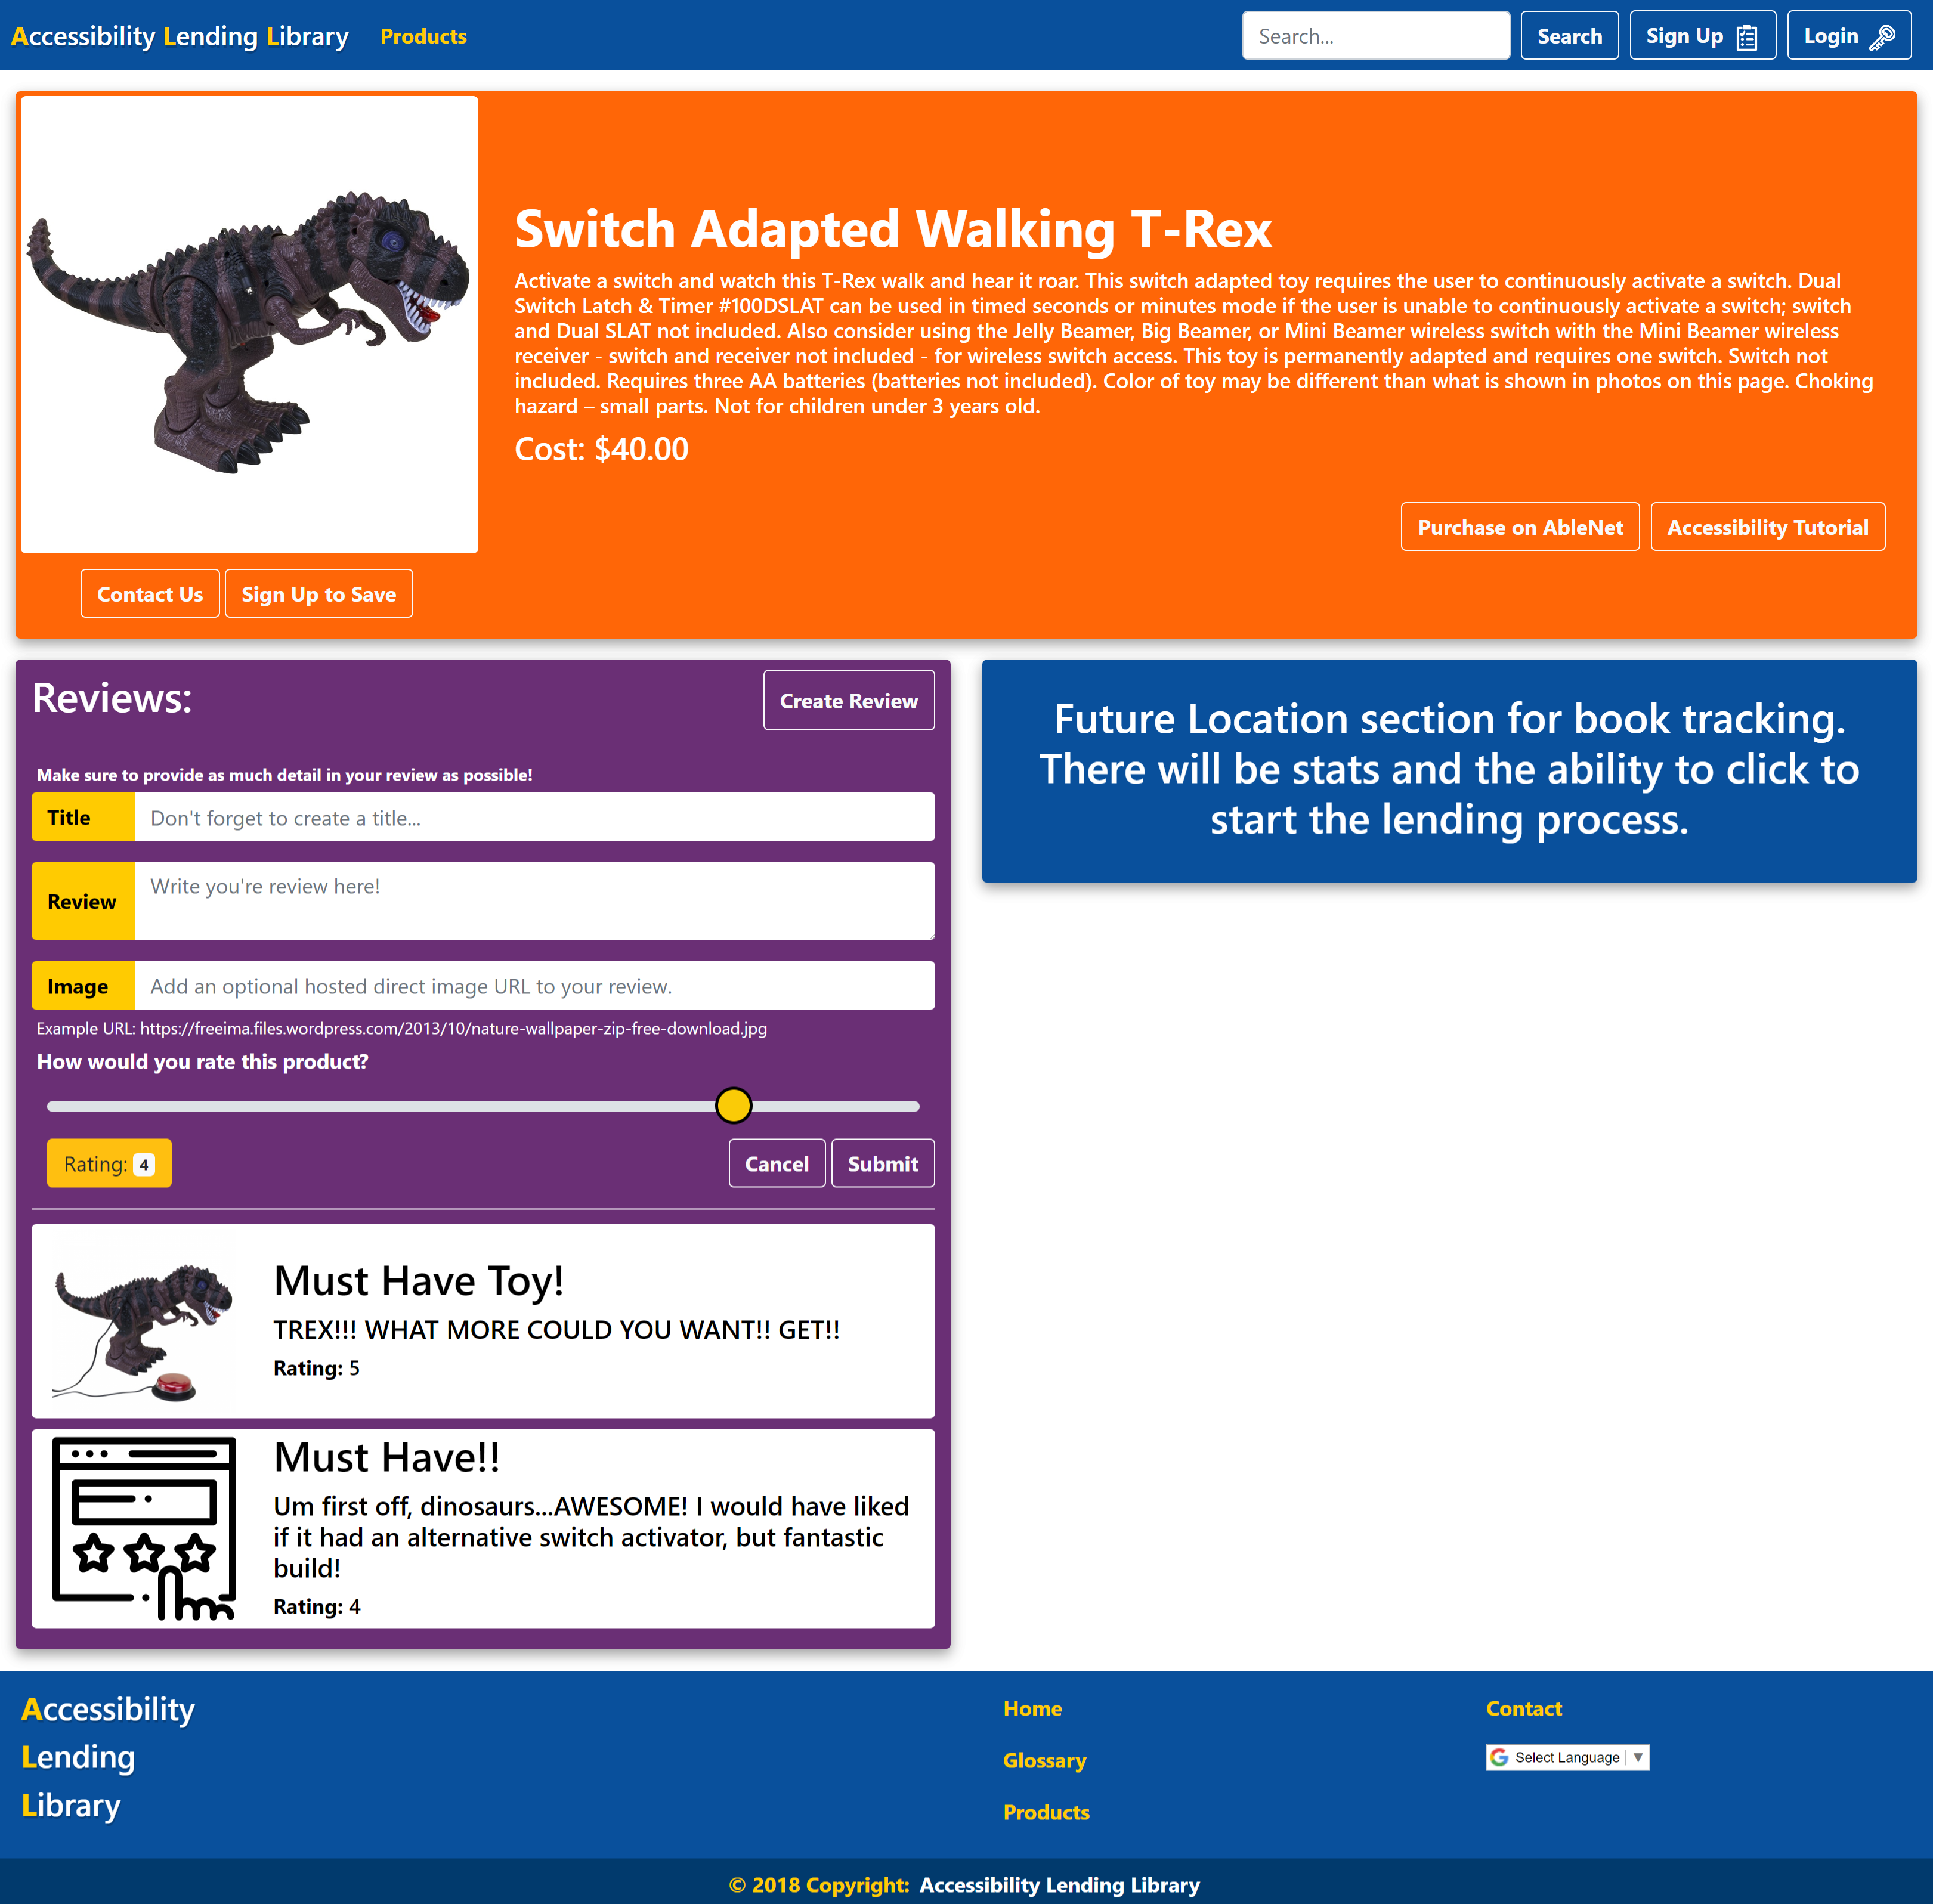 Accessibility Lending Library Products Search... Search Sign Up Login
Switch Adapted Walking T-Rex
Activate a switch and watch this T-Rex walk and hear it roar. This switch adapted toy requires the user to continuously activate a switch. Dual
Switch Latch & Timer #100DSLAT can be used in timed seconds or minutes mode if the user is unable to continuously activate a switch; switch
and Dual SLAT not included. Also consider using the Jelly Beamer, Big Beamer, or Mini Beamer wireless switch with the Mini Beamer wireless
receiver - switch and receiver not included - for wireless switch access. This toy is permanently adapted and requires one switch. Switch not
included. Requires three AA batteries (batteries not included). Color of toy may be different than what is shown in photos on this page. Choking
hazard – small parts. Not for children under 3 years old.
Cost: $40.00
Purchase on AbleNet Accessibility Tutorial
Contact Us Sign Up to Save
Reviews: Create Review
Make sure to provide as much detail in your review as possible!
Title Don't forget to create a title...
Review Write you're review here!
Image Add an optional hosted direct image URL to your review.
Example URL: https://freeima.files.wordpress.com/2013/10/nature-wallpaper-zip-free-download.jpg
How would you rate this product?
Rating: 4 Cancel Submit
Must Have Toy!
TREX!!! WHAT MORE COULD YOU WANT!! GET!!
Rating: 5
Must Have!!
Um first off, dinosaurs...AWESOME! I would have liked
if it had an alternative switch activator, but fantastic
build!
Rating: 4
Future Location section for book tracking.
There will be stats and the ability to click to
start the lending process.
Accessibility
Lending
Library
Home
Glossary
Products
Contact
Select Language ▼
© 2018 Copyright: Accessibility Lending Library